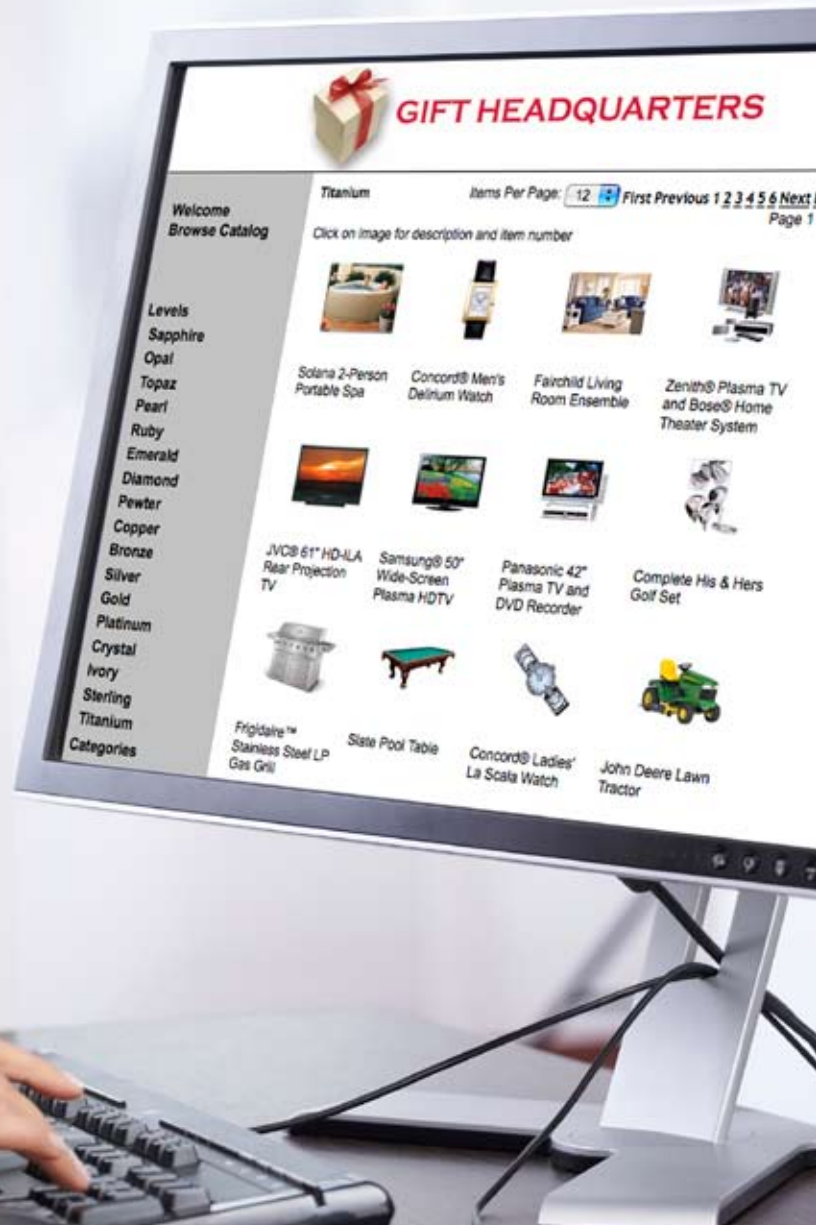 GIFT HEADQUARTERS
Welcome
Browse Catalog
Levels
Sapphire
Opal
Topaz
Pearl
Ruby
Emerald
Diamond
Pewter
Copper
Bronze
Silver
Gold
Platinum
Crystal
Ivory
Sterling
Titanium
Categories
Titanium
Items Per Page: 12 First Previous 1 2 3 4 5 6 Next
Page 1
Click on image for description and item number
Solana 2-Person
Portable Spa
Concord® Men's
Delirium Watch
Fairchild Living
Room Ensemble
Zenith® Plasma TV
and Bose® Home
Theater System
JVC® 61" HD-ILA
Rear Projection
TV
Samsung® 50"
Wide-Screen
Plasma HDTV
Panasonic 42"
Plasma TV and
DVD Recorder
Complete His & Hers
Golf Set
Frigidaire™
Stainless Steel LP
Gas Grill
Slate Pool Table
Concord® Ladies'
La Scala Watch
John Deere Lawn
Tractor